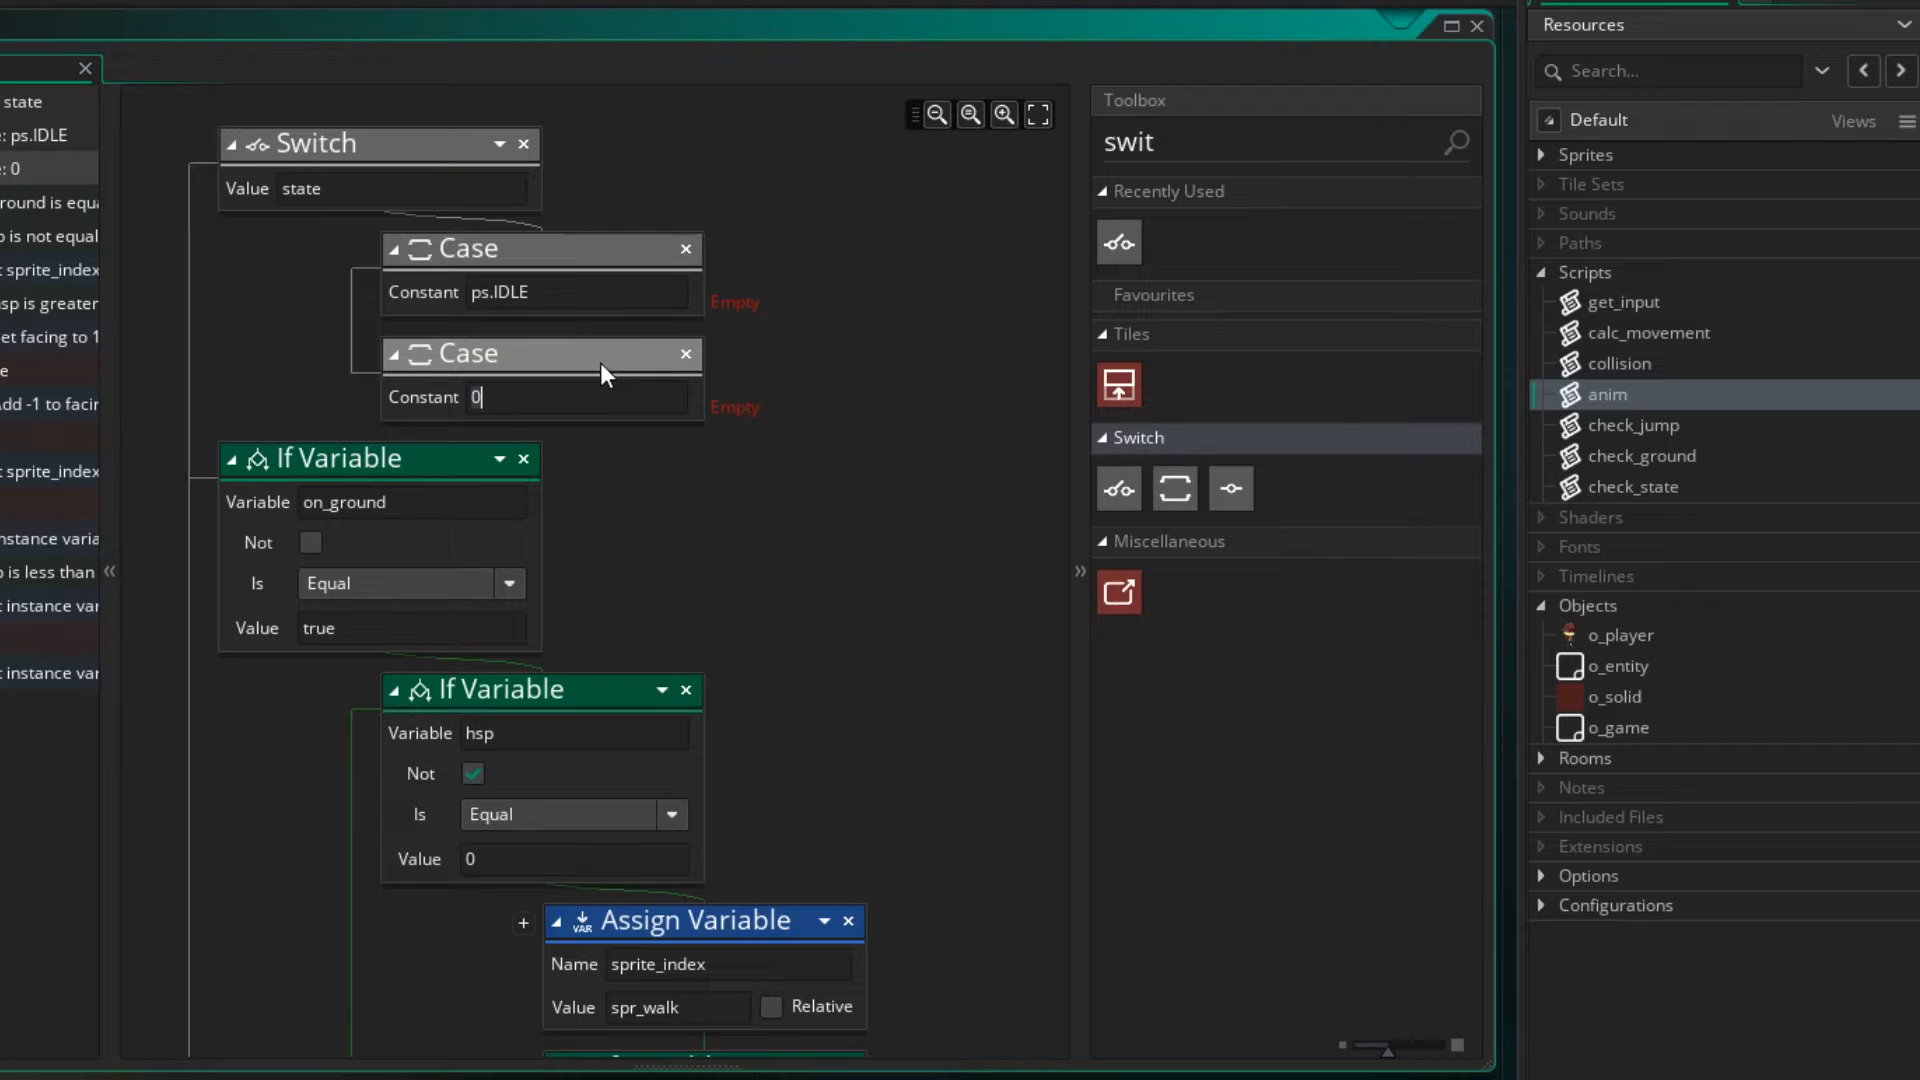 state
: ps.IDLE
: 0
round is equ
is not equal
sprite_index
sp is greater
et facing to 1
e
dd -1 to facin
sprite_index
nstance varia
is less than
instance var
instance var
Switch
Value state
Case
Constant ps.IDLE
Empty
Case
Constant 0
Empty
If Variable
Variable on_ground
Not
Is Equal
Value true
If Variable
Variable hsp
Not
Is Equal
Value 0
VAR Assign Variable
Name sprite_index
Value spr_walk Relative
Toolbox
swit
Recently Used
Favourites
Tiles
Switch
Miscellaneous
Resources
Search...
Default Views
Sprites
Tile Sets
Sounds
Paths
Scripts
get_input
calc_movement
collision
anim
check_jump
check_ground
check_state
Shaders
Fonts
Timelines
Objects
o_player
o_entity
o_solid
o_game
Rooms
Notes
Included Files
Extensions
Options
Configurations